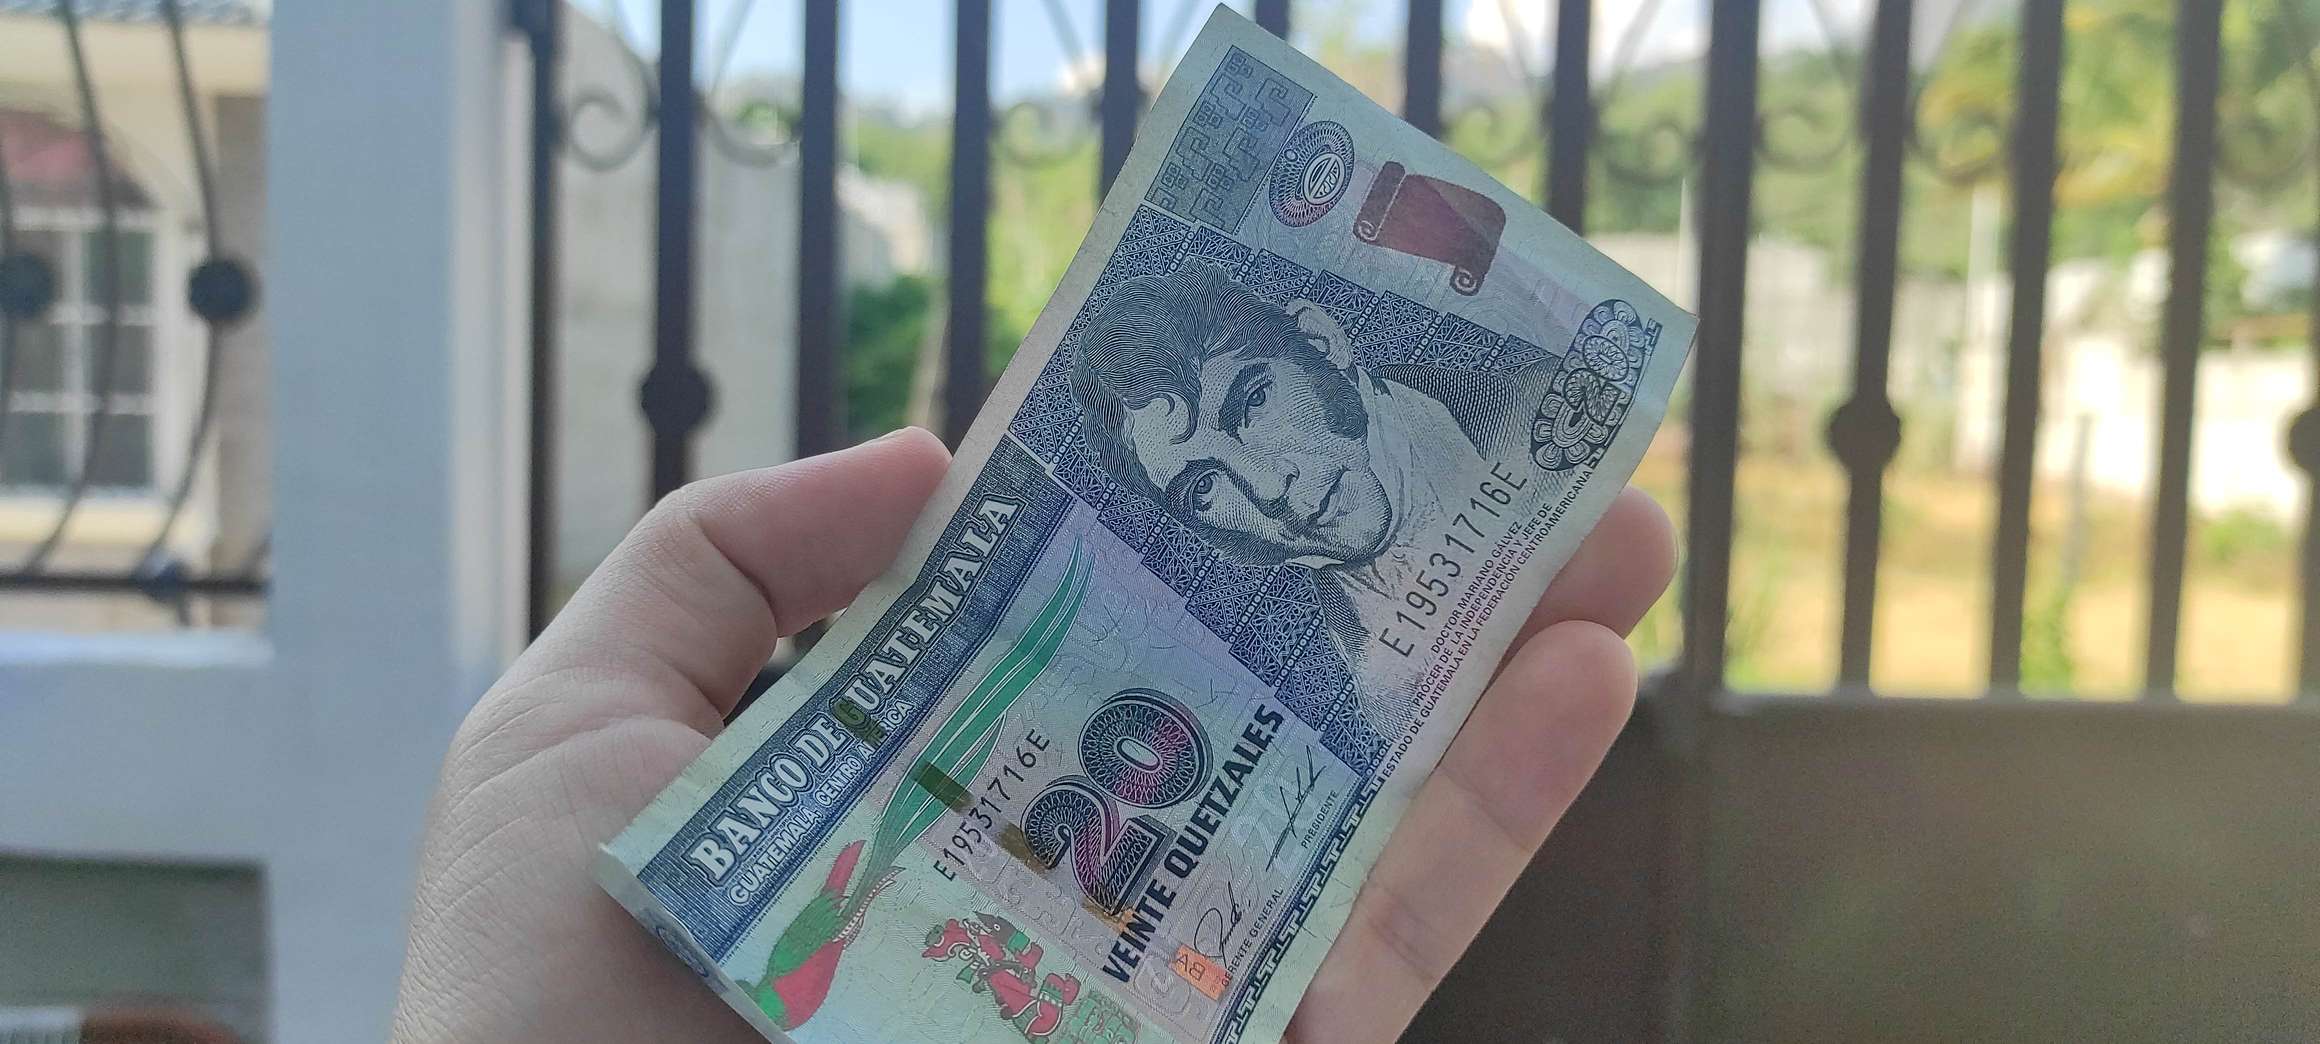 BANCO DE GUATEMALA
GUATEMALA, CENTRO AMÉRICA
E19531716E
20
VEINTE QUETZALES
PRESIDENTE
GERENTE GENERAL
E19531716E
DOCTOR MARIANO GÁLVEZ
PRÓCER DE LA INDEPENDENCIA Y JEFE DE
ESTADO DE GUATEMALA EN LA FEDERACIÓN CENTROAMERICANA